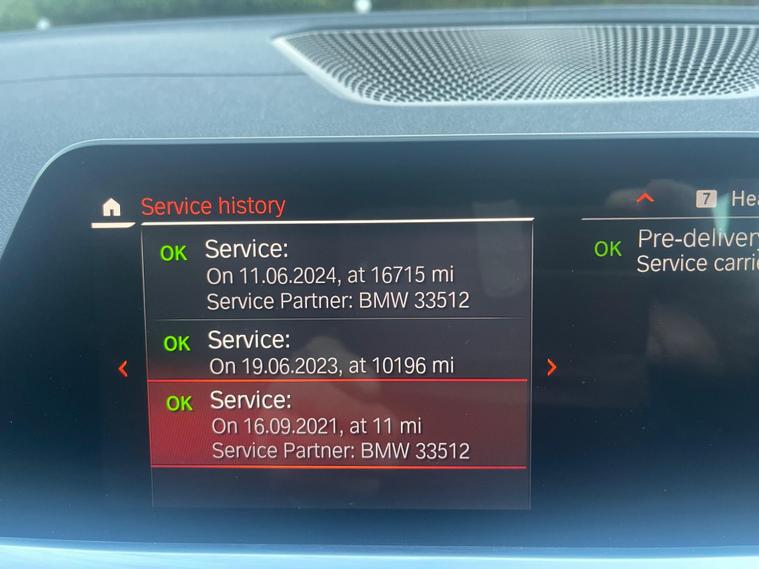 Service history
OK Service:
On 11.06.2024, at 16715 mi
Service Partner: BMW 33512
OK Service:
On 19.06.2023, at 10196 mi
OK Service:
On 16.09.2021, at 11 mi
Service Partner: BMW 33512
7
OK Pre-delivery
Service